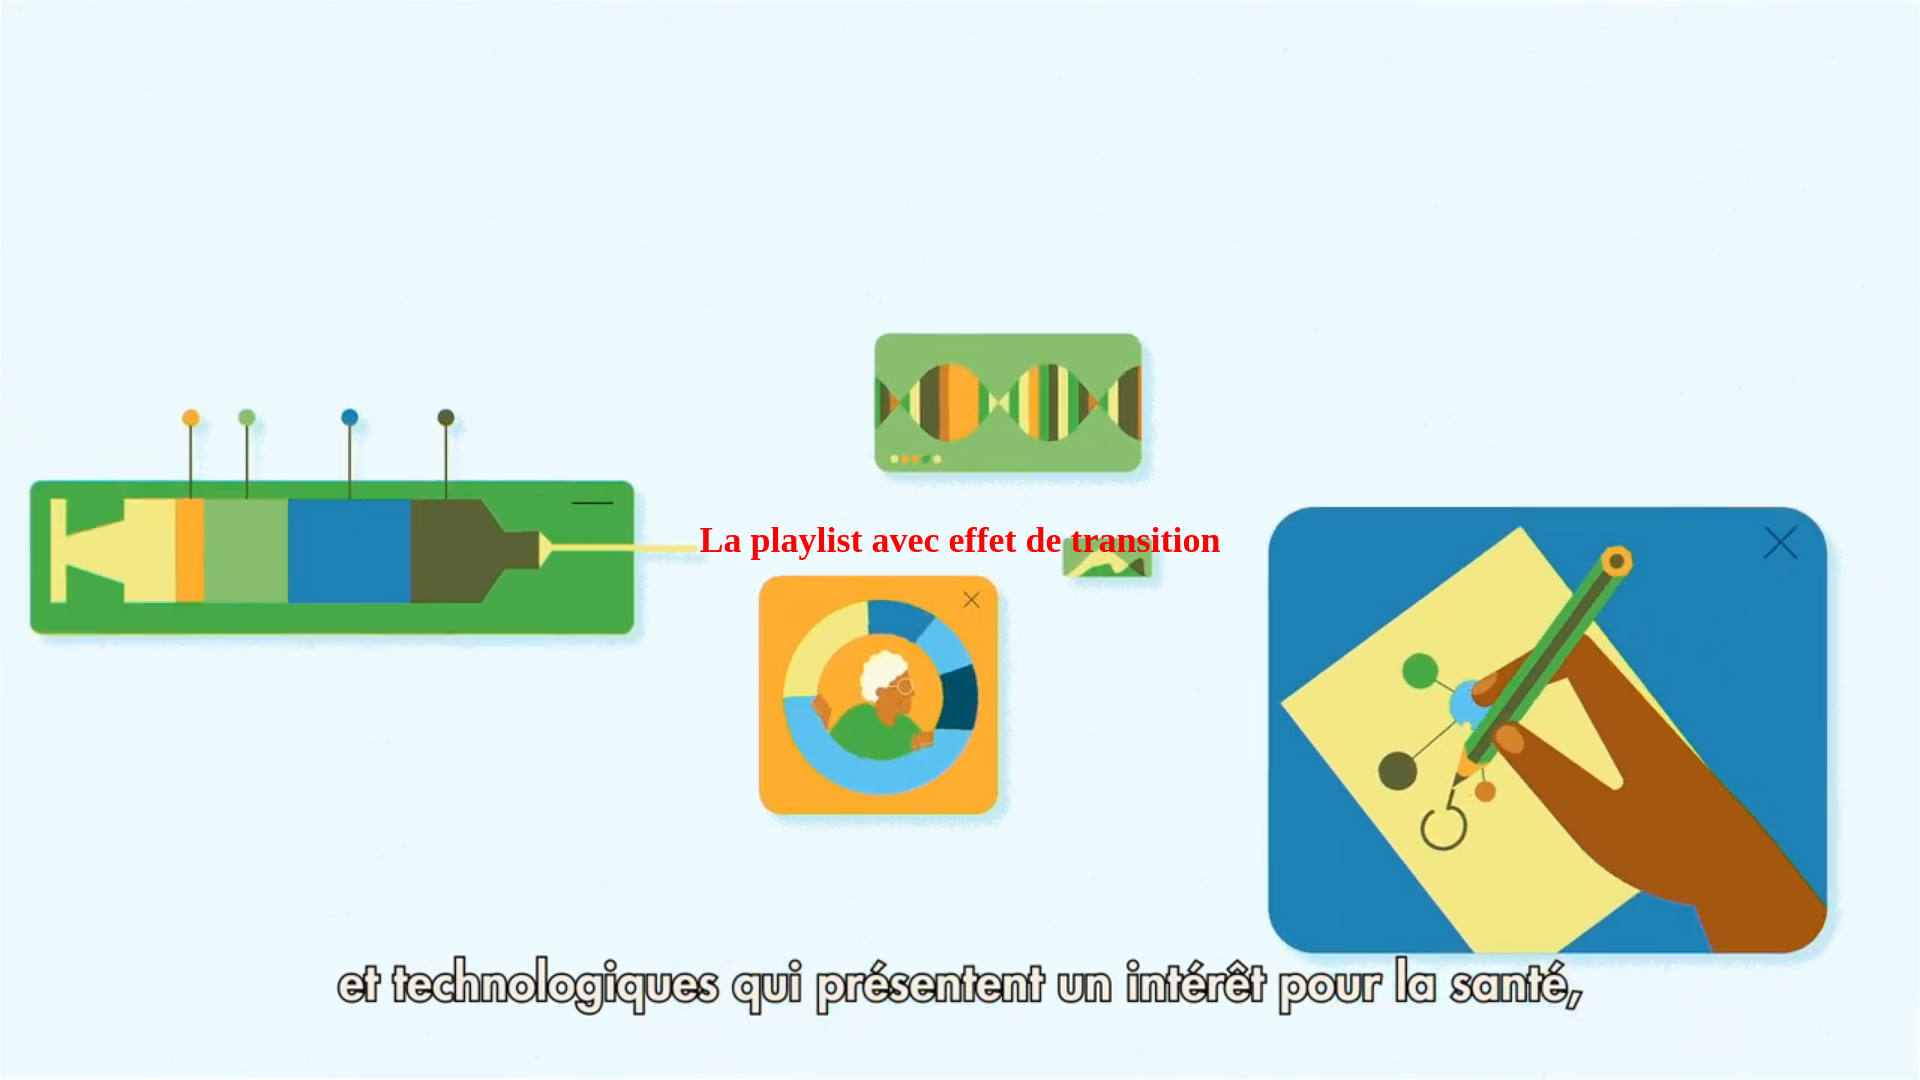 La playlist avec effet de transition
et technologiques qui présentent un intérêt pour la santé,